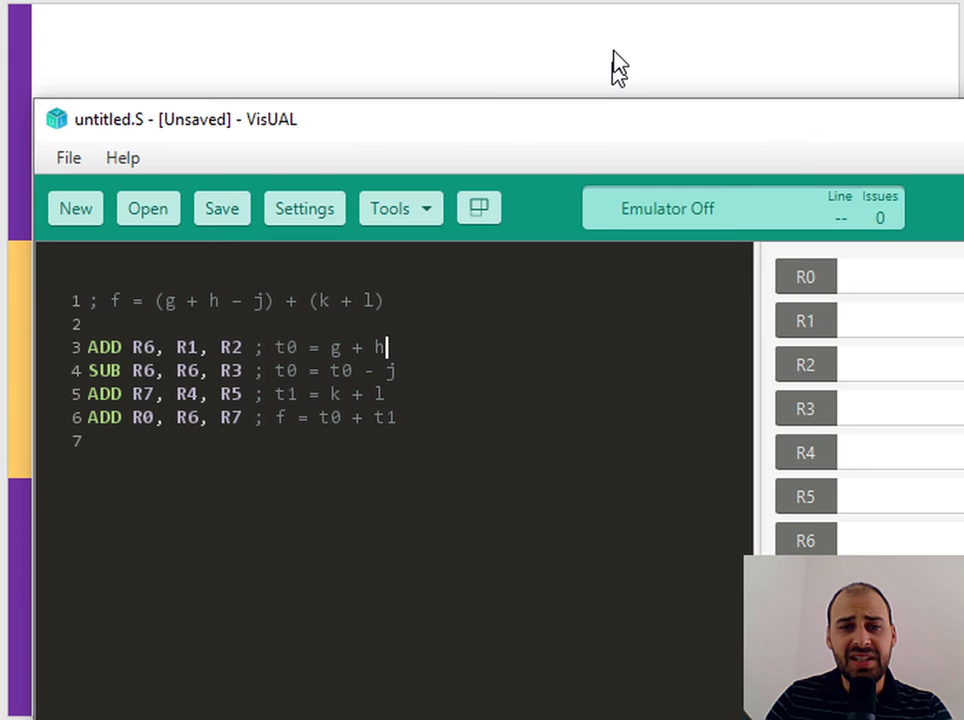 untitled.S - [Unsaved] - VisUAL
File Help
New Open Save Settings Tools Emulator Off Line Issues
-- 0
1 ; f = (g + h - j) + (k + l)
2
3 ADD R6, R1, R2 ; t0 = g + h
4 SUB R6, R6, R3 ; t0 = t0 - j
5 ADD R7, R4, R5 ; t1 = k + l
6 ADD R0, R6, R7 ; f = t0 + t1
7
R0
R1
R2
R3
R4
R5
R6